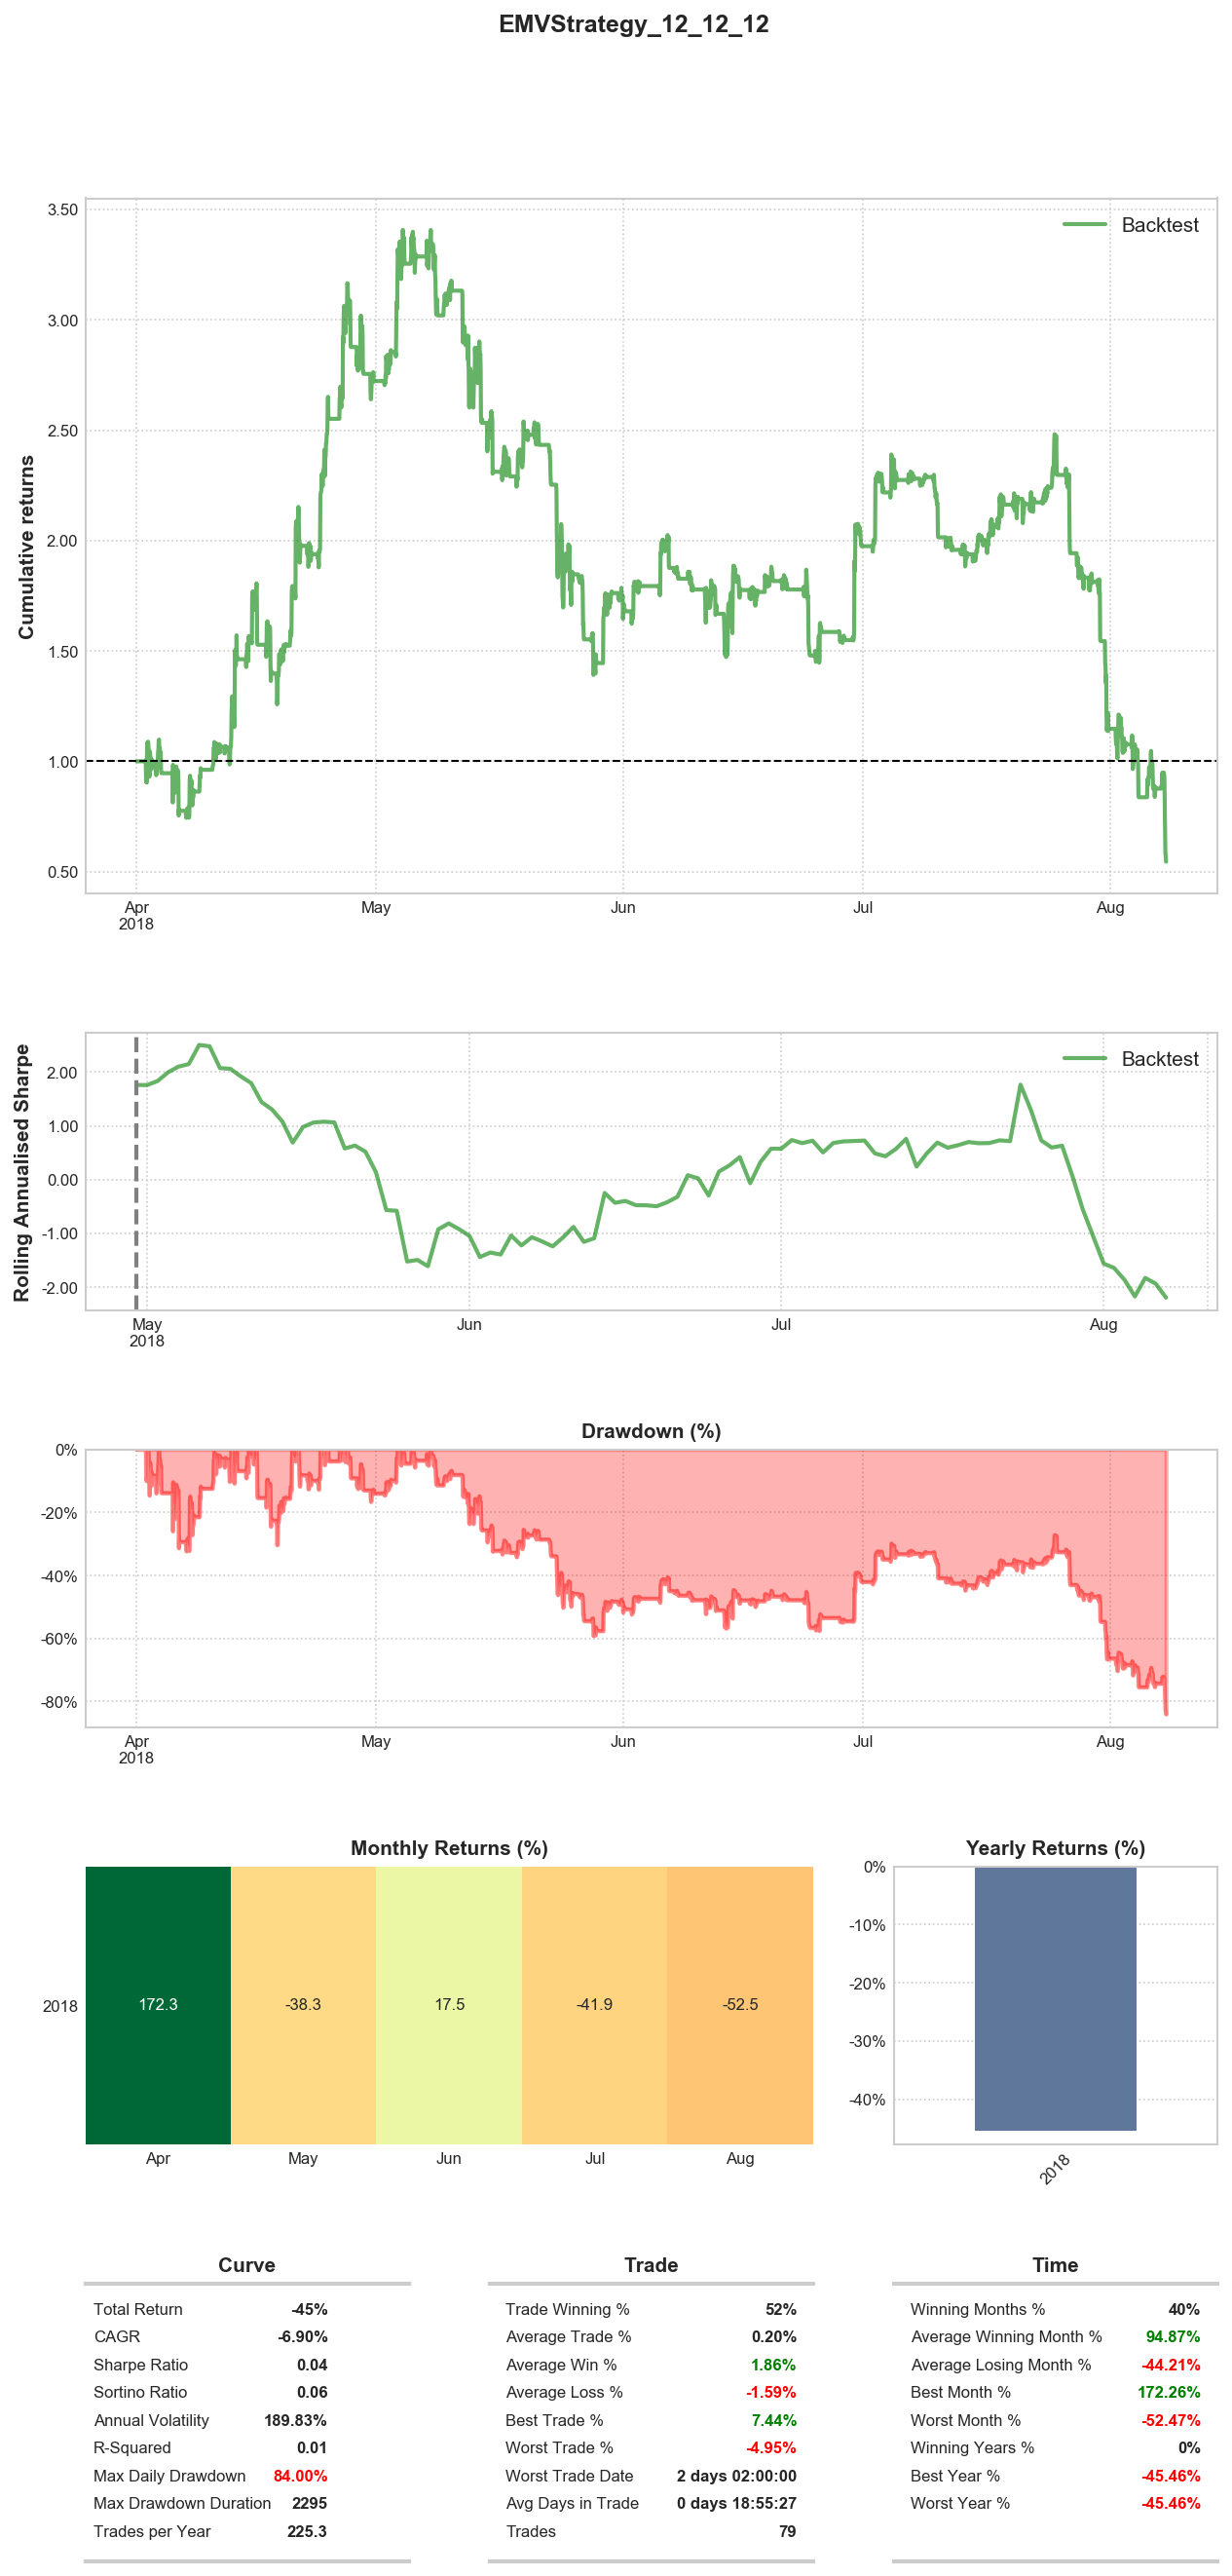 EMVStrategy_12_12_12
3.50
3.00
2.50
2.00
1.50
1.00
0.50
Cumulative returns
Backtest
Apr May Jun Jul Aug
2018
2.00
1.00
0.00
-1.00
-2.00
Rolling Annualised Sharpe
Backtest
May Jun Jul Aug
2018
Drawdown (%)
0%
-20%
-40%
-60%
-80%
Apr May Jun Jul Aug
2018
Monthly Returns (%)
2018 172.3 -38.3 17.5 -41.9 -52.5
Apr May Jun Jul Aug
Yearly Returns (%)
0%
-10%
-20%
-30%
-40%
2018
Curve
Total Return -45%
CAGR -6.90%
Sharpe Ratio 0.04
Sortino Ratio 0.06
Annual Volatility 189.83%
R-Squared 0.01
Max Daily Drawdown 84.00%
Max Drawdown Duration 2295
Trades per Year 225.3
Trade
Trade Winning % 52%
Average Trade % 0.20%
Average Win % 1.86%
Average Loss % -1.59%
Best Trade % 7.44%
Worst Trade % -4.95%
Worst Trade Date 2 days 02:00:00
Avg Days in Trade 0 days 18:55:27
Trades 79
Time
Winning Months % 40%
Average Winning Month % 94.87%
Average Losing Month % -44.21%
Best Month % 172.26%
Worst Month % -52.47%
Winning Years % 0%
Best Year % -45.46%
Worst Year % -45.46%